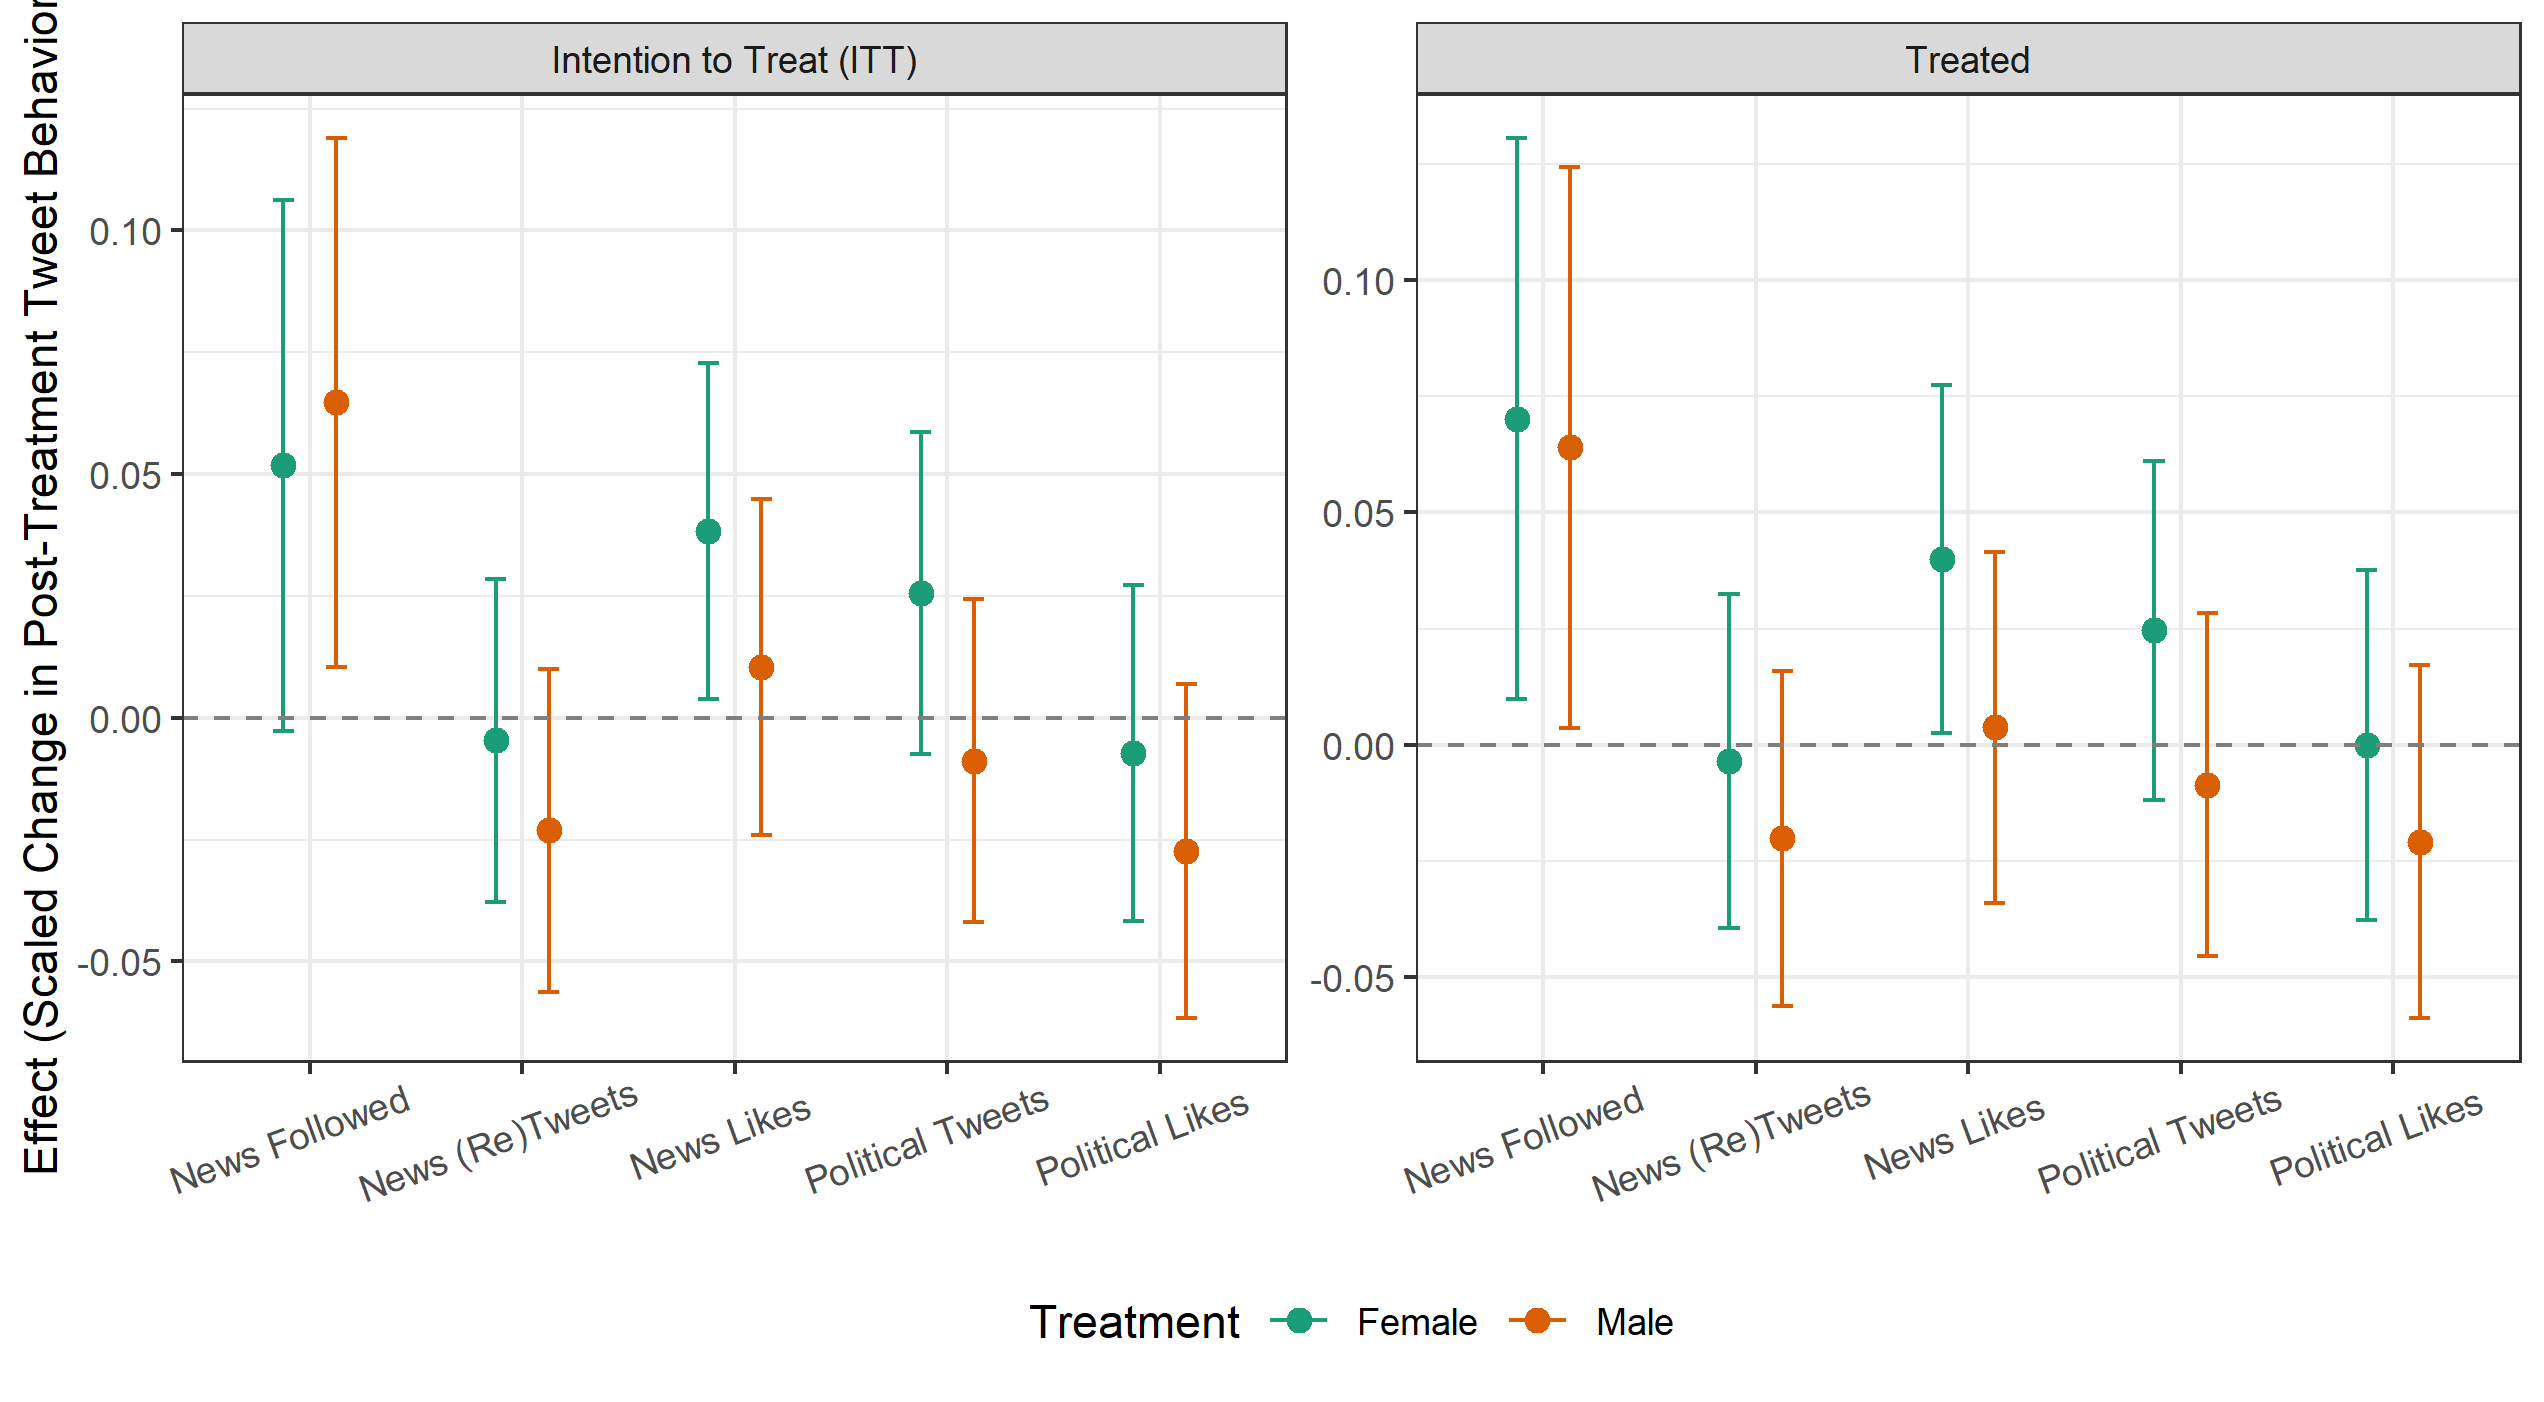 Effect (Scaled Change in Post-Treatment Tweet Behavior
Intention to Treat (ITT)
0.10
0.05
0.00
-0.05
News Followed
News (Re)Tweets
News Likes
Political Tweets
Political Likes
Treated
0.10
0.05
0.00
-0.05
News Followed
News (Re)Tweets
News Likes
Political Tweets
Political Likes
Treatment Female Male